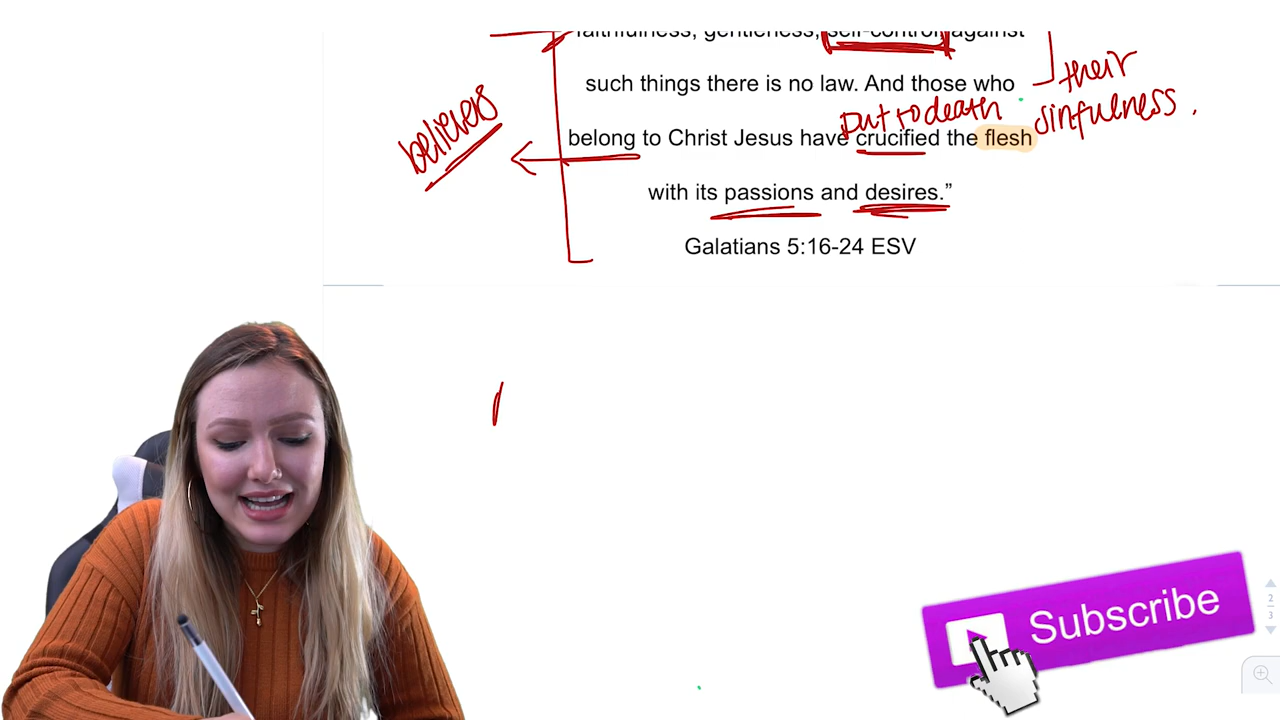 faithfulness, gentleness, self-control; against
such things there is no law. And those who
their
sinfulness.
put to death
believers
belong to Christ Jesus have crucified the flesh
with its passions and desires.”
Galatians 5:16-24 ESV
Subscribe
2
3